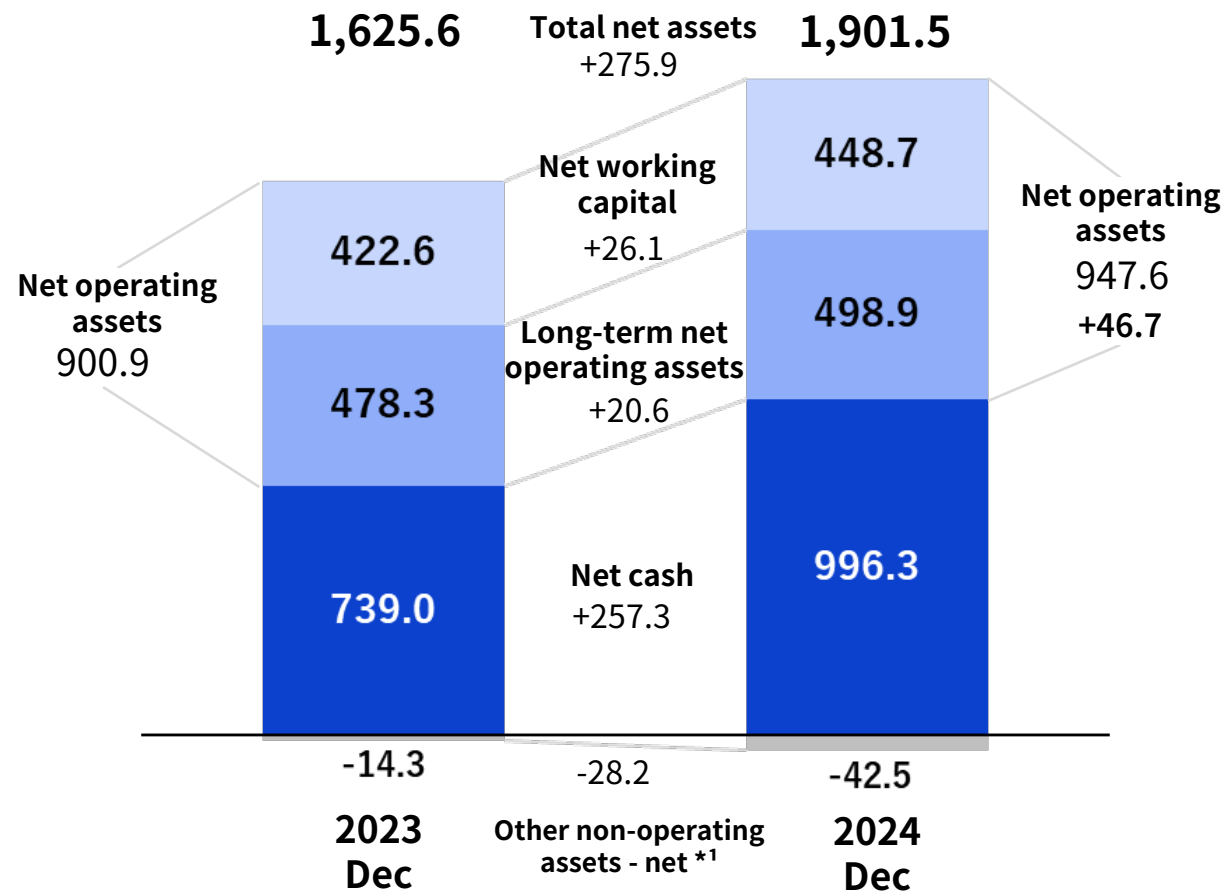 1,625.6
Total net assets
+275.9
1,901.5
Net working
capital
+26.1
422.6
448.7
Net operating
assets
900.9
Net operating
assets
947.6
+46.7
Long-term net
operating assets
+20.6
478.3
498.9
Net cash
+257.3
739.0
996.3
-14.3
-28.2
-42.5
2023
Dec
Other non-operating
assets - net *¹
2024
Dec